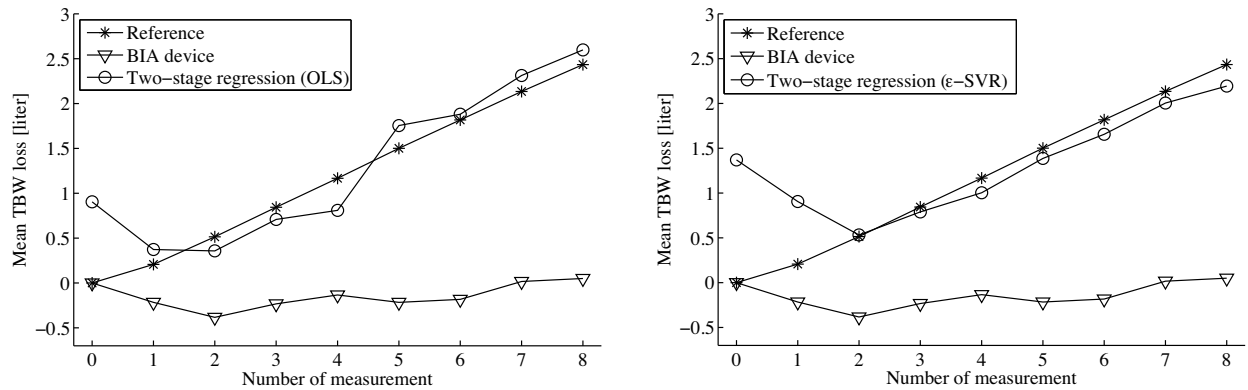 Reference
BIA device
Two−stage regression (OLS)
Mean TBW loss [liter]
3
2.5
2
1.5
1
0.5
0
−0.5
0 1 2 3 4 5 6 7 8
Number of measurement
Reference
BIA device
Two−stage regression (ε−SVR)
Mean TBW loss [liter]
3
2.5
2
1.5
1
0.5
0
−0.5
0 1 2 3 4 5 6 7 8
Number of measurement